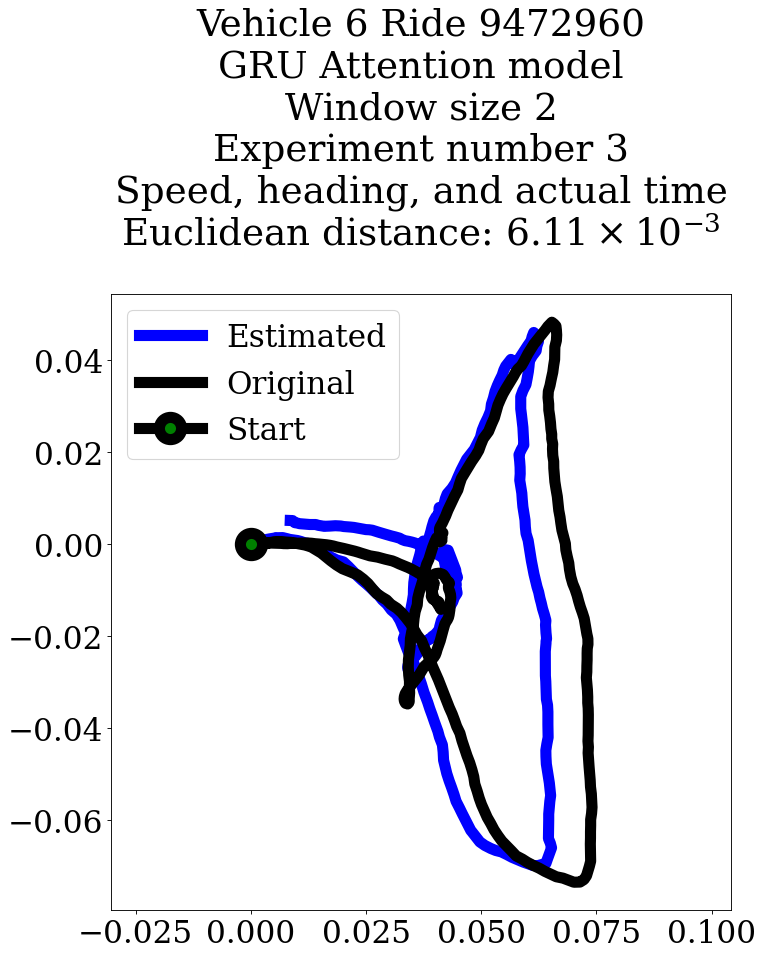 Vehicle 6 Ride 9472960
GRU Attention model
Window size 2
Experiment number 3
Speed, heading, and actual time
Euclidean distance: 6.11 × 10⁻³
Estimated
Original
Start
0.04
0.02
0.00
−0.02
−0.04
−0.06
−0.025 0.000 0.025 0.050 0.075 0.100